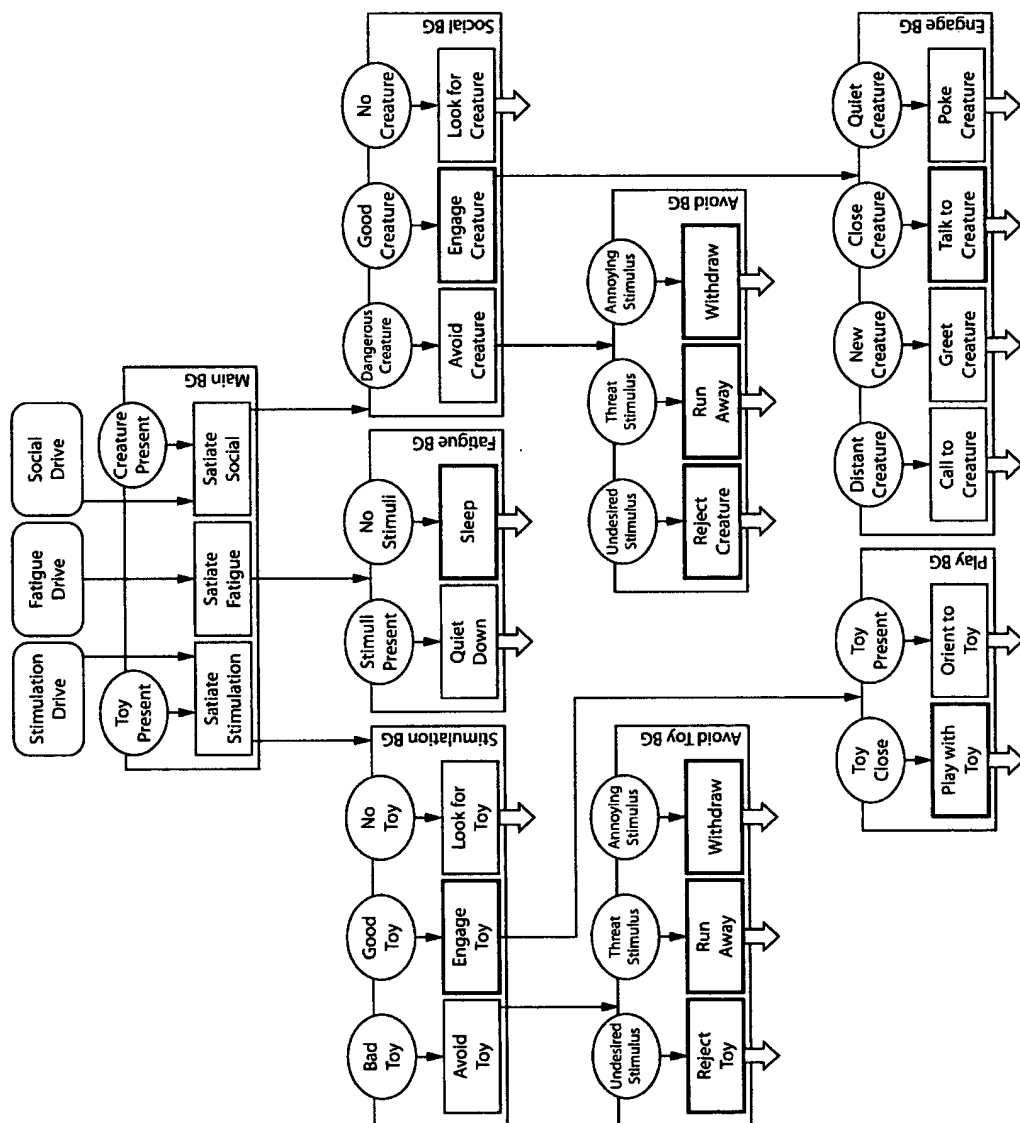 Stimulation
Drive
Fatigue
Drive
Social
Drive
Main BG
Toy
Present
Creature
Present
Satiate
Stimulation
Satiate
Fatigue
Satiate
Social
Stimulation BG
Bad
Toy
Good
Toy
No
Toy
Avoid
Toy
Engage
Toy
Look for
Toy
Fatigue BG
Stimuli
Present
No
Stimuli
Quiet
Down
Sleep
Social BG
Dangerous
Creature
Good
Creature
No
Creature
Avoid
Creature
Engage
Creature
Look for
Creature
Avoid Toy BG
Undesired
Stimulus
Threat
Stimulus
Annoying
Stimulus
Reject
Toy
Run
Away
Withdraw
Avoid BG
Undesired
Stimulus
Threat
Stimulus
Annoying
Stimulus
Reject
Creature
Run
Away
Withdraw
Play BG
Toy
Close
Toy
Present
Play with
Toy
Orient to
Toy
Engage BG
Distant
Creature
New
Creature
Close
Creature
Quiet
Creature
Call to
Creature
Greet
Creature
Talk to
Creature
Poke
Creature